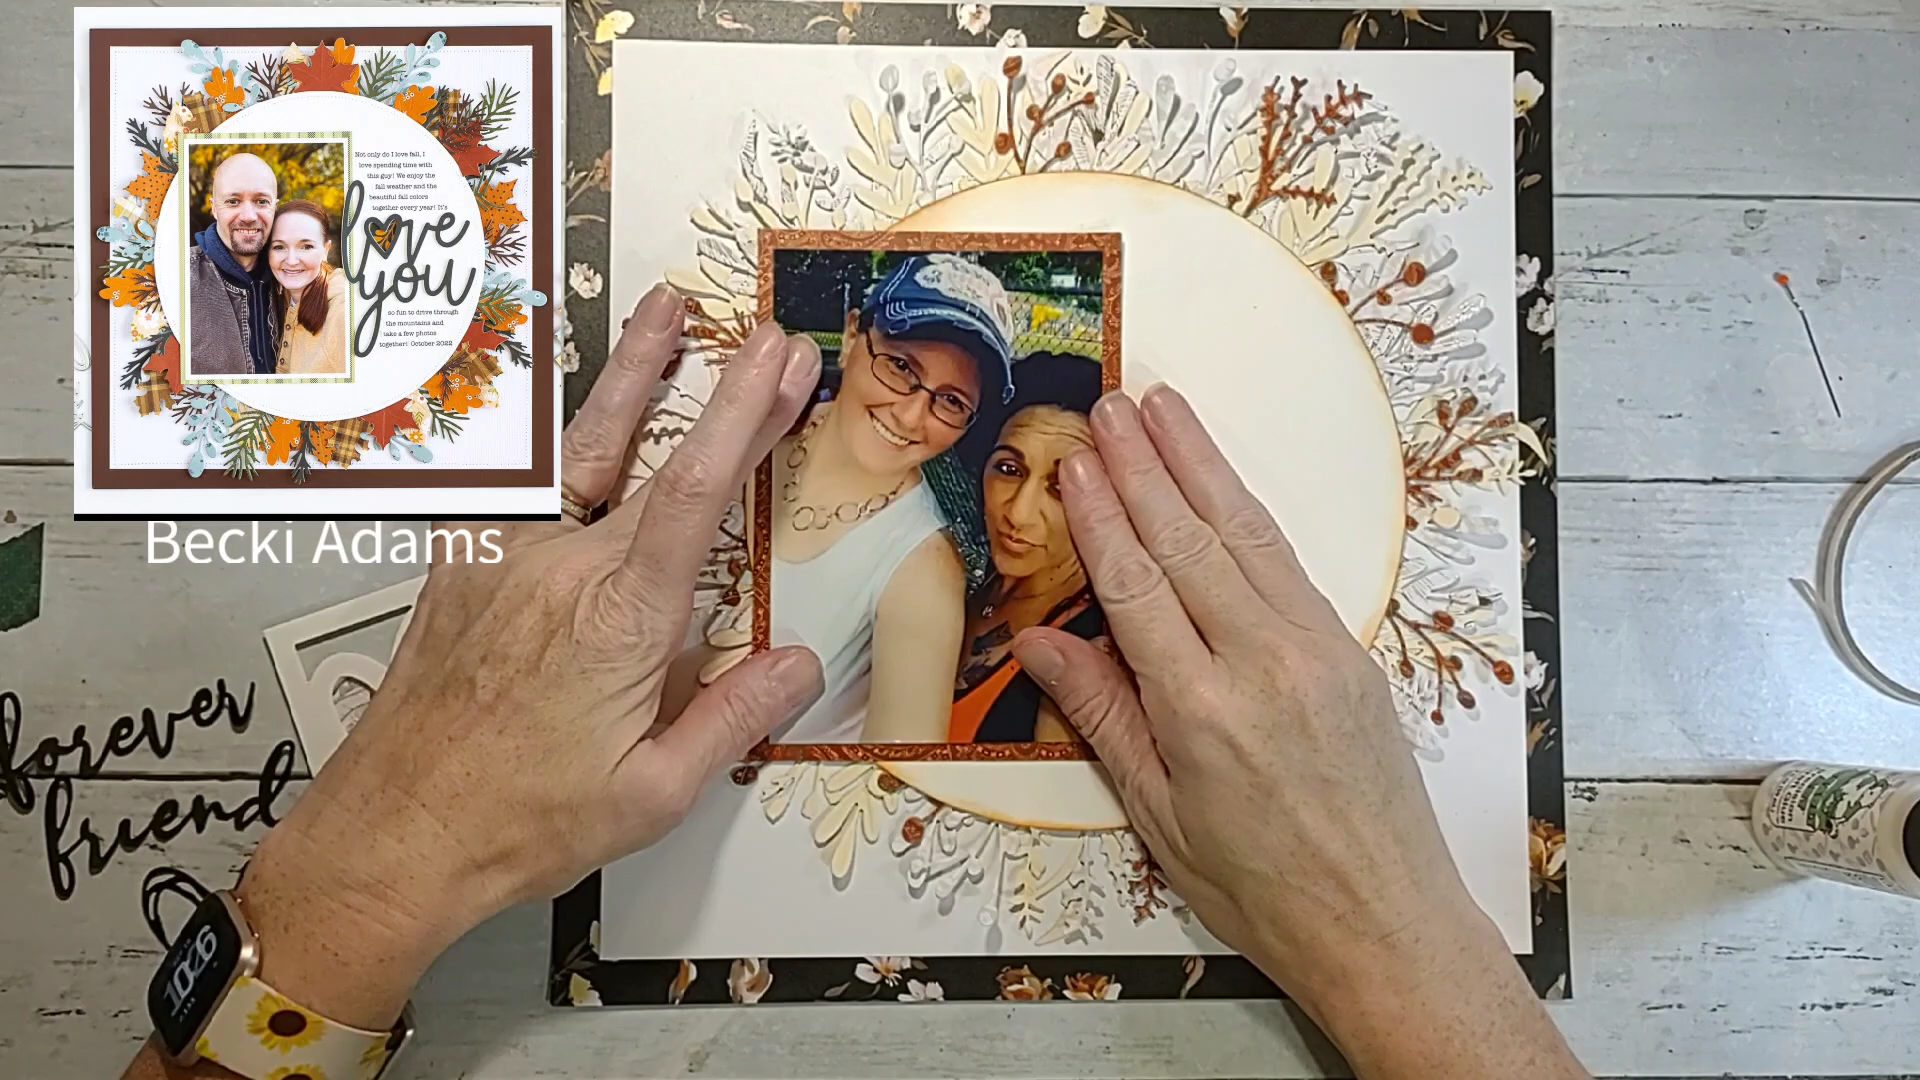 Not only do I love fall, I
love spending time with
this guy! We enjoy the
fall weather and the
beautiful fall colors
together every year! It's
love
you
so fun to drive through
the mountains and
take a few photos
together! October 2022
Becki Adams
forever
friend
10:26